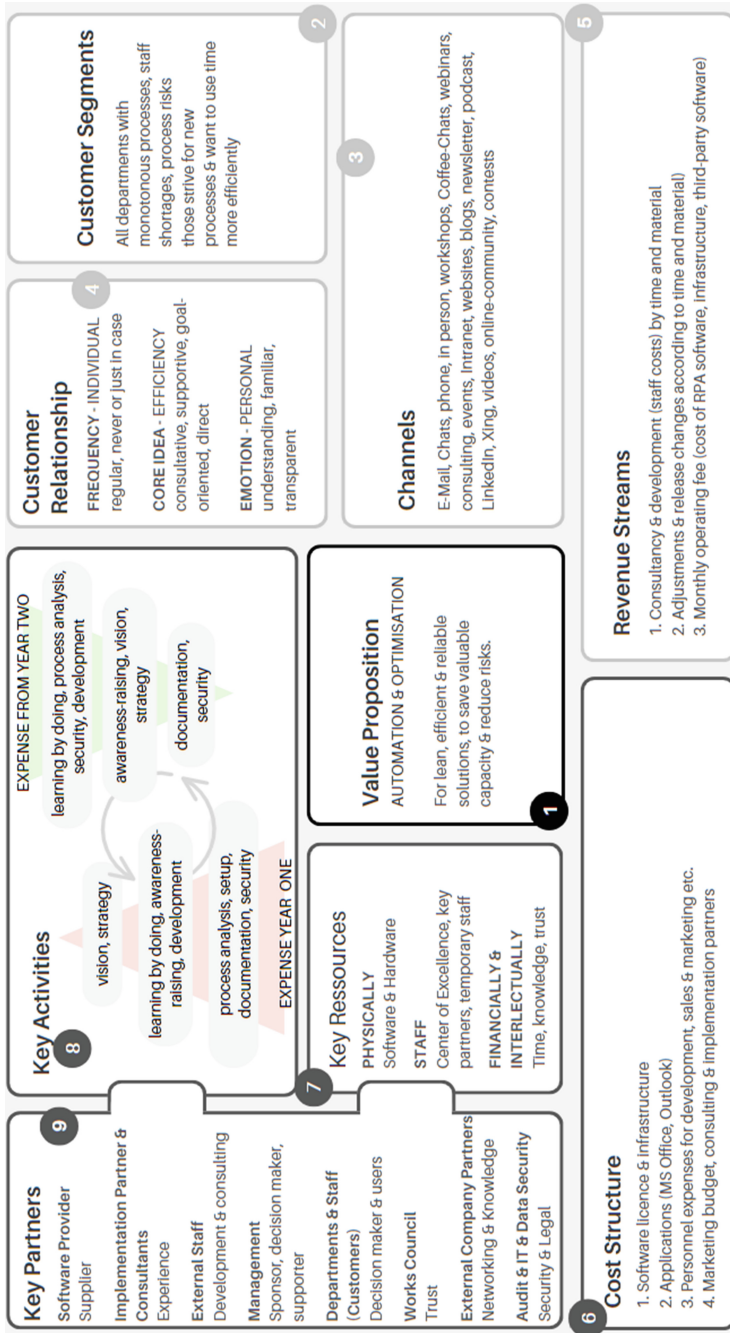 Key Partners
9
Software Provider
Supplier
Implementation Partner &
Consultants
Experience
External Staff
Development & consulting
Management
Sponsor, decision maker,
supporter
Departments & Staff
(Customers)
Decision maker & users
Works Council
Trust
External Company Partners
Networking & Knowledge
Audit & IT & Data Security
Security & Legal
Key Activities
8
vision, strategy
learning by doing, awareness-
raising, development
process analysis, setup,
documentation, security
EXPENSE YEAR ONE
EXPENSE FROM YEAR TWO
learning by doing, process analysis,
security, development
awareness-raising, vision,
strategy
documentation,
security
7
Key Ressources
PHYSICALLY
Software & Hardware
STAFF
Center of Excellence, key
partners, temporary staff
FINANCIALLY &
INTERLECTUALLY
Time, knowledge, trust
Value Proposition
AUTOMATION & OPTIMISATION
For lean, efficient & reliable
solutions, to save valuable
capacity & reduce risks.
1
Customer
Relationship
4
FREQUENCY - INDIVIDUAL
regular, never or just in case
CORE IDEA - EFFICIENCY
consultative, supportive, goal-
oriented, direct
EMOTION - PERSONAL
understanding, familiar,
transparent
Customer Segments
2
All departments with
monotonous processes, staff
shortages, process risks
those strive for new
processes & want to use time
more efficiently
3
Channels
E-Mail, Chats, phone, in person, workshops, Coffee-Chats, webinars,
consulting, events, Intranet, websites, blogs, newsletter, podcast,
LinkedIn, Xing, videos, online-community, contests
6
Cost Structure
1. Software licence & infrastructure
2. Applications (MS Office, Outlook)
3. Personnel expenses for development, sales & marketing etc.
4. Marketing budget, consulting & implementation partners
5
Revenue Streams
1. Consultancy & development (staff costs) by time and material
2. Adjustments & release changes according to time and material)
3. Monthly operating fee (cost of RPA software, infrastructure, third-party software)